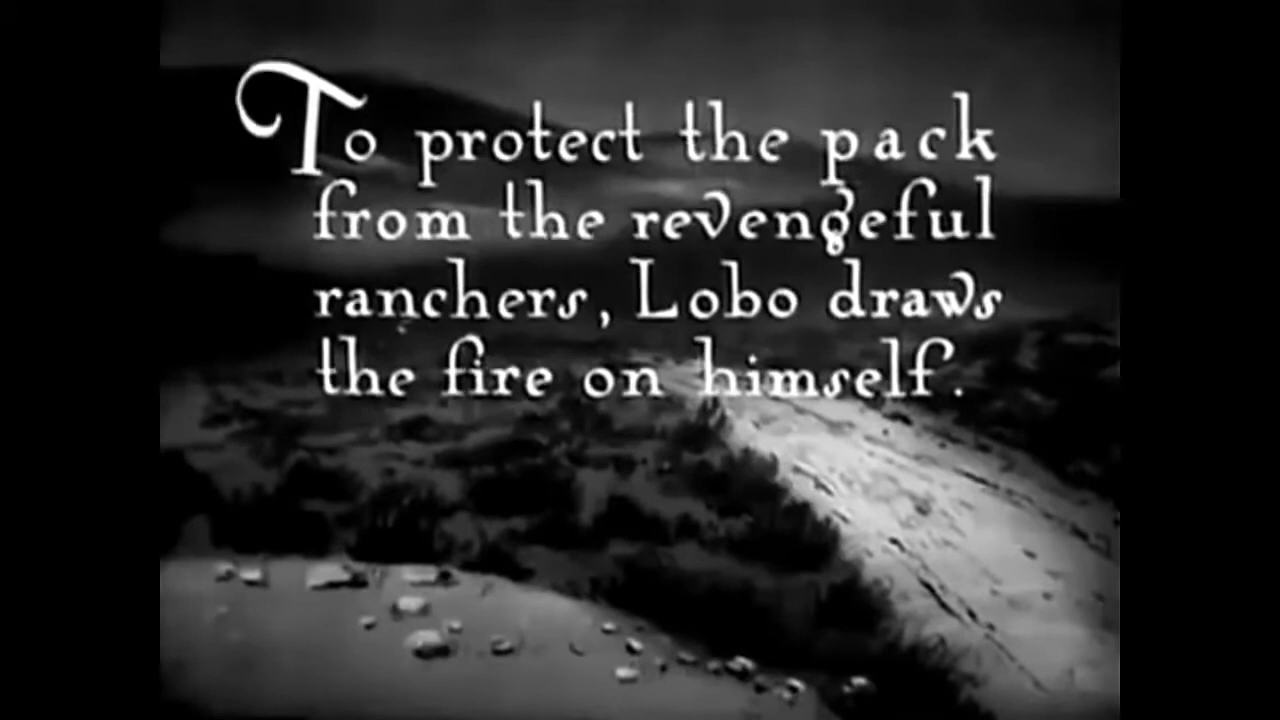 To protect the pack
from the revengeful
ranchers, Lobo draws
the fire on himself.